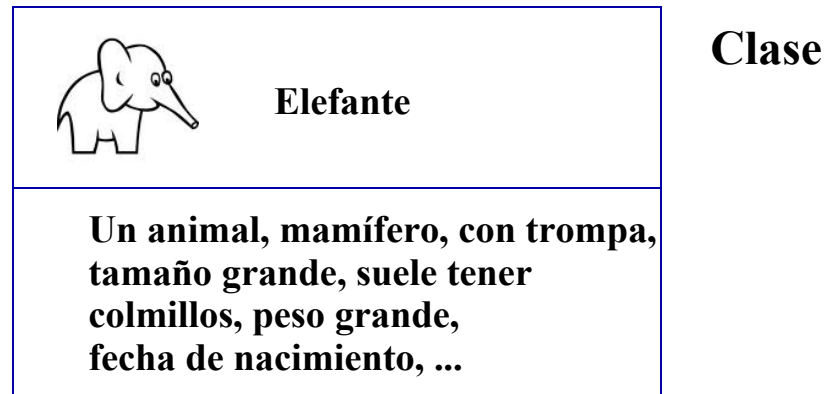 Clase
Elefante
Un animal, mamífero, con trompa,
tamaño grande, suele tener
colmillos, peso grande,
fecha de nacimiento, ...